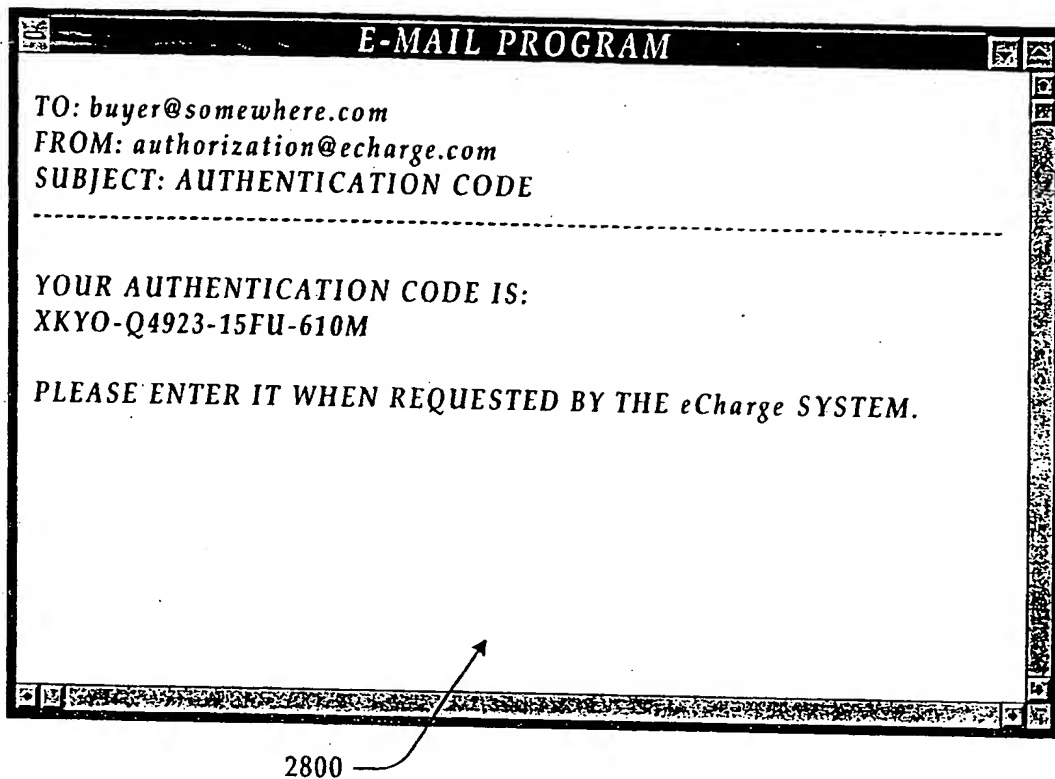 E-MAIL PROGRAM
TO: buyer@somewhere.com
FROM: authorization@echarge.com
SUBJECT: AUTHENTICATION CODE
YOUR AUTHENTICATION CODE IS:
XKYO-Q4923-15FU-610M
PLEASE ENTER IT WHEN REQUESTED BY THE eCharge SYSTEM.
2800